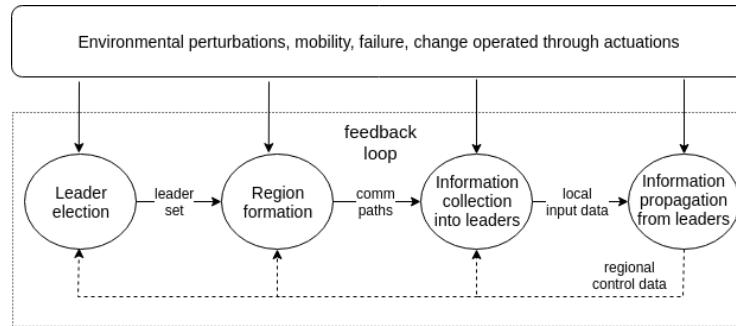 Environmental perturbations, mobility, failure, change operated through actuations
feedback
loop
Leader
election
leader
set
Region
formation
comm
paths
Information
collection
into leaders
local
input data
Information
propagation
from leaders
regional
control data